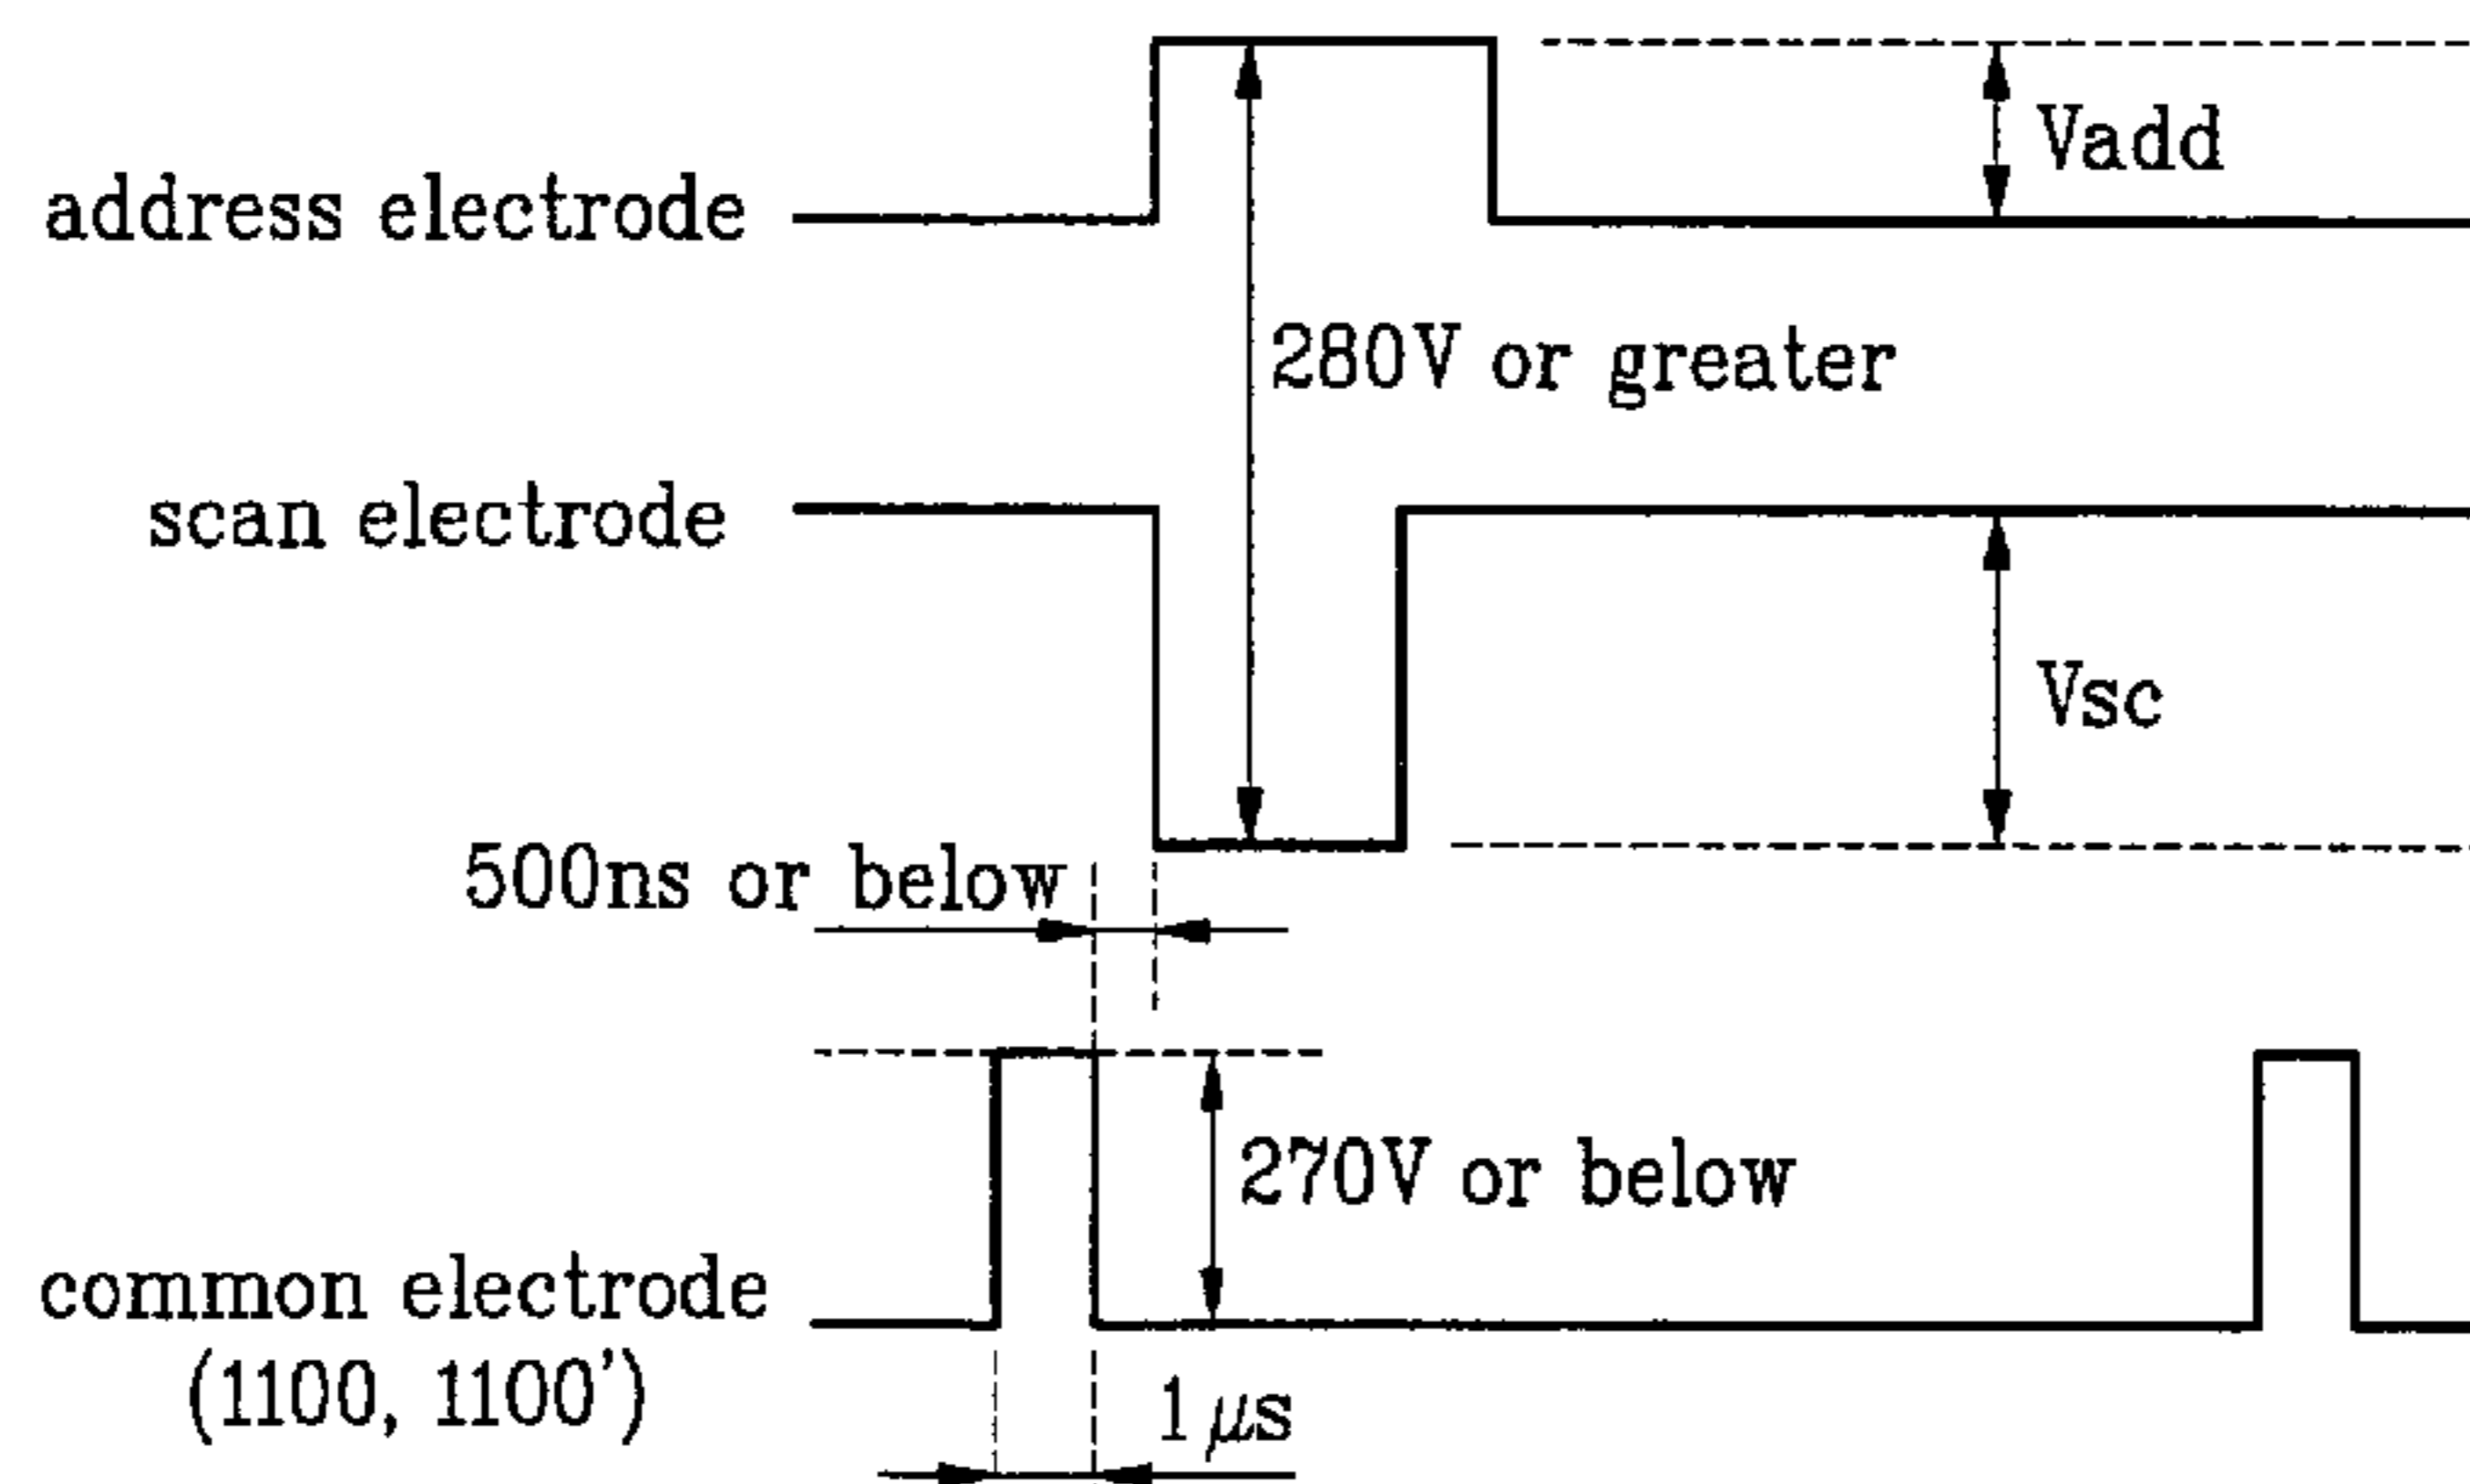 Vadd
address electrode
280V or greater
scan electrode
Vsc
500ns or below
270V or below
common electrode
(1100, 1100')
1μs